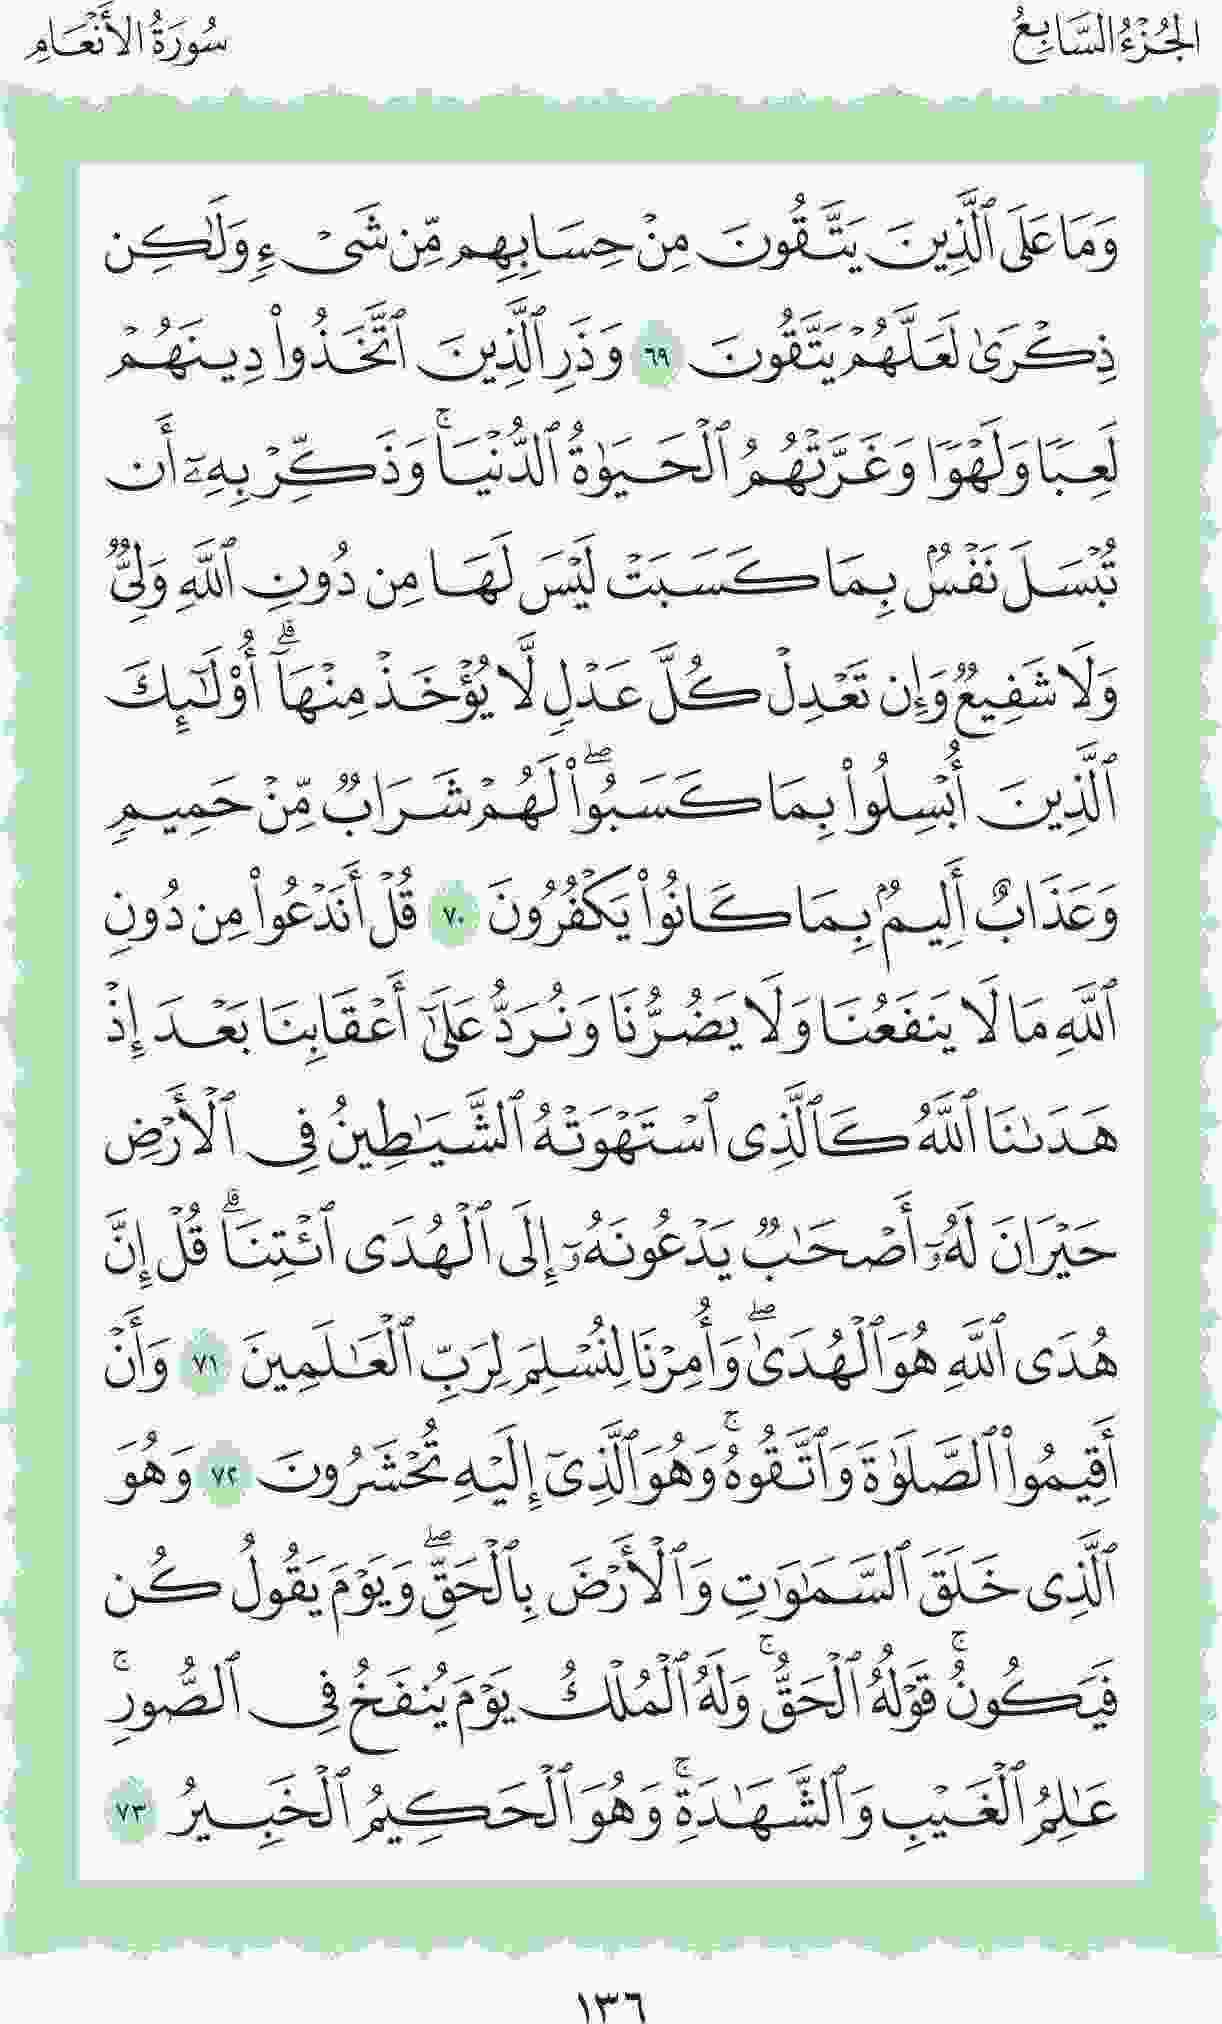 الجُزْءُ السَّابِعُ
سُورَةُ الأَنْعَامِ
وَمَا عَلَى ٱلَّذِينَ يَتَّقُونَ مِنْ حِسَابِهِم مِّن شَىْءٍ وَلَٰكِن
ذِكْرَىٰ لَعَلَّهُمْ يَتَّقُونَ ٦٩ وَذَرِ ٱلَّذِينَ ٱتَّخَذُوا۟ دِينَهُمْ
لَعِبًا وَلَهْوًا وَغَرَّتْهُمُ ٱلْحَيَوٰةُ ٱلدُّنْيَا ۚ وَذَكِّرْ بِهِۦٓ أَن
تُبْسَلَ نَفْسٌۢ بِمَا كَسَبَتْ لَيْسَ لَهَا مِن دُونِ ٱللَّهِ وَلِىٌّ
وَلَا شَفِيعٌ وَإِن تَعْدِلْ كُلَّ عَدْلٍ لَّا يُؤْخَذْ مِنْهَآ ۗ أُو۟لَٰٓئِكَ
ٱلَّذِينَ أُبْسِلُوا۟ بِمَا كَسَبُوا۟ ۖ لَهُمْ شَرَابٌ مِّنْ حَمِيمٍ
وَعَذَابٌ أَلِيمٌۢ بِمَا كَانُوا۟ يَكْفُرُونَ ٧٠ قُلْ أَنَدْعُوا۟ مِن دُونِ
ٱللَّهِ مَا لَا يَنفَعُنَا وَلَا يَضُرُّنَا وَنُرَدُّ عَلَىٰٓ أَعْقَابِنَا بَعْدَ إِذْ
هَدَىٰنَا ٱللَّهُ كَٱلَّذِى ٱسْتَهْوَتْهُ ٱلشَّيَٰطِينُ فِى ٱلْأَرْضِ
حَيْرَانَ لَهُۥٓ أَصْحَٰبٌ يَدْعُونَهُۥٓ إِلَى ٱلْهُدَى ٱئْتِنَا ۗ قُلْ إِنَّ
هُدَى ٱللَّهِ هُوَ ٱلْهُدَىٰ ۖ وَأُمِرْنَا لِنُسْلِمَ لِرَبِّ ٱلْعَٰلَمِينَ ٧١ وَأَنْ
أَقِيمُوا۟ ٱلصَّلَوٰةَ وَٱتَّقُوهُ ۚ وَهُوَ ٱلَّذِىٓ إِلَيْهِ تُحْشَرُونَ ٧٢ وَهُوَ
ٱلَّذِى خَلَقَ ٱلسَّمَٰوَٰتِ وَٱلْأَرْضَ بِٱلْحَقِّ ۖ وَيَوْمَ يَقُولُ كُن
فَيَكُونُ ۚ قَوْلُهُ ٱلْحَقُّ ۚ وَلَهُ ٱلْمُلْكُ يَوْمَ يُنفَخُ فِى ٱلصُّورِ ۚ
عَٰلِمُ ٱلْغَيْبِ وَٱلشَّهَٰدَةِ ۚ وَهُوَ ٱلْحَكِيمُ ٱلْخَبِيرُ ٧٣
١٣٦